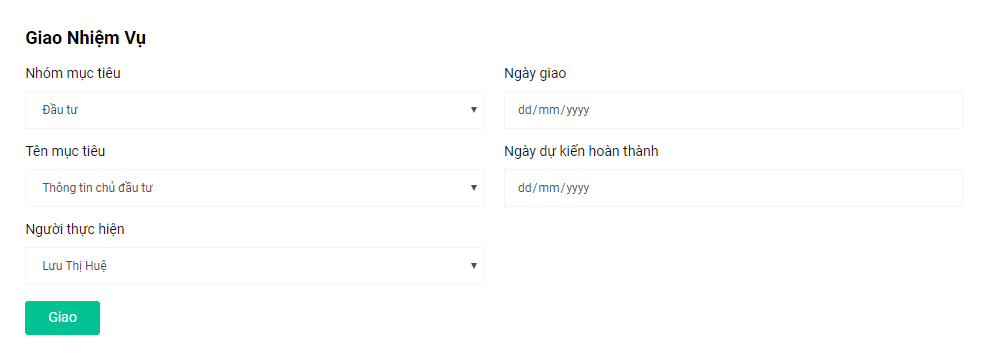 Giao Nhiệm Vụ
Nhóm mục tiêu
Đầu tư
Ngày giao
dd/mm/yyyy
Tên mục tiêu
Thông tin chủ đầu tư
Ngày dự kiến hoàn thành
dd/mm/yyyy
Người thực hiện
Lưu Thị Huệ
Giao